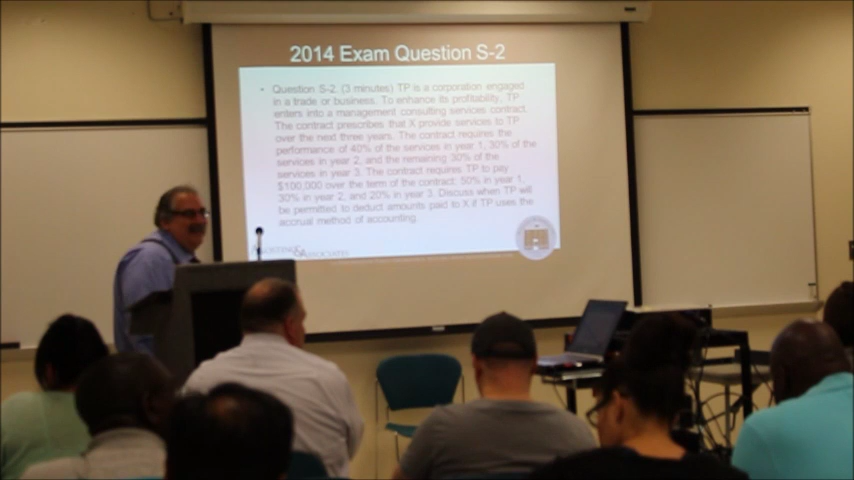 2014 Exam Question S-2
• Question S-2. (3 minutes) TP is a corporation engaged
in a trade or business. To enhance its profitability, TP
enters into a management consulting services contract.
The contract prescribes that X provide services to TP
over the next three years. The contract requires the
performance of 40% of the services in year 1, 30% of the
services in year 2, and the remaining 30% of the
services in year 3. The contract requires TP to pay
$100,000 over the term of the contract: 50% in year 1,
30% in year 2, and 20% in year 3. Discuss when TP will
be permitted to deduct amounts paid to X if TP uses the
accrual method of accounting.
& ASSOCIATES